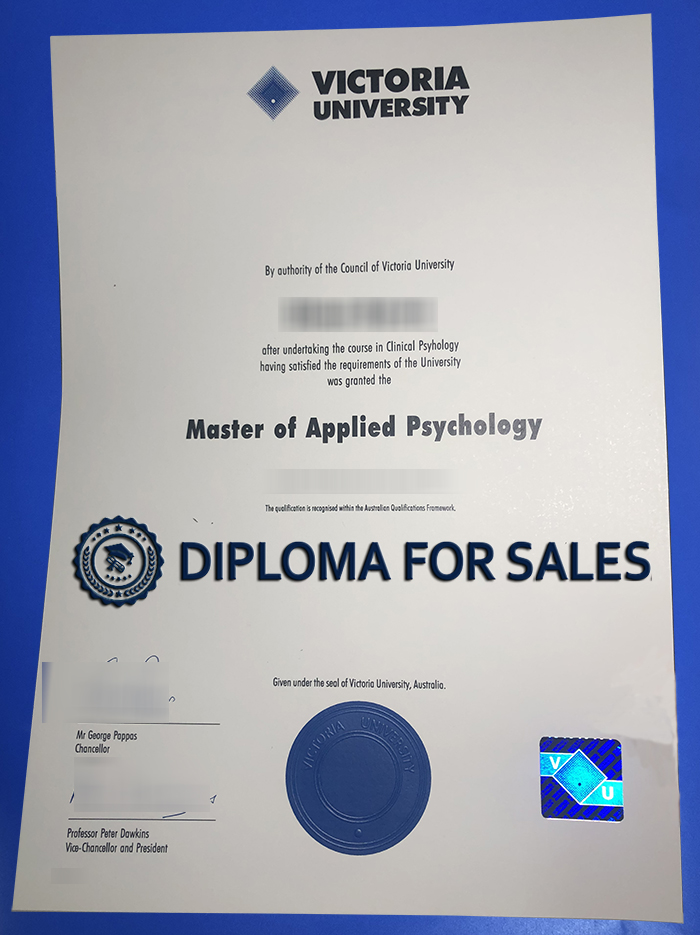 VICTORIA
UNIVERSITY
By authority of the Council of Victoria University
after undertaking the course in Clinical Psyhology
having satisfied the requirements of the University
was granted the
Master of Applied Psychology
The qualification is recognised within the Australian Qualifications Framework.
DIPLOMA FOR SALES
Given under the seal of Victoria University, Australia.
Mr George Pappas
Chancellor
Professor Peter Dawkins
Vice-Chancellor and President
VICTORIA UNIVERSITY
V
U